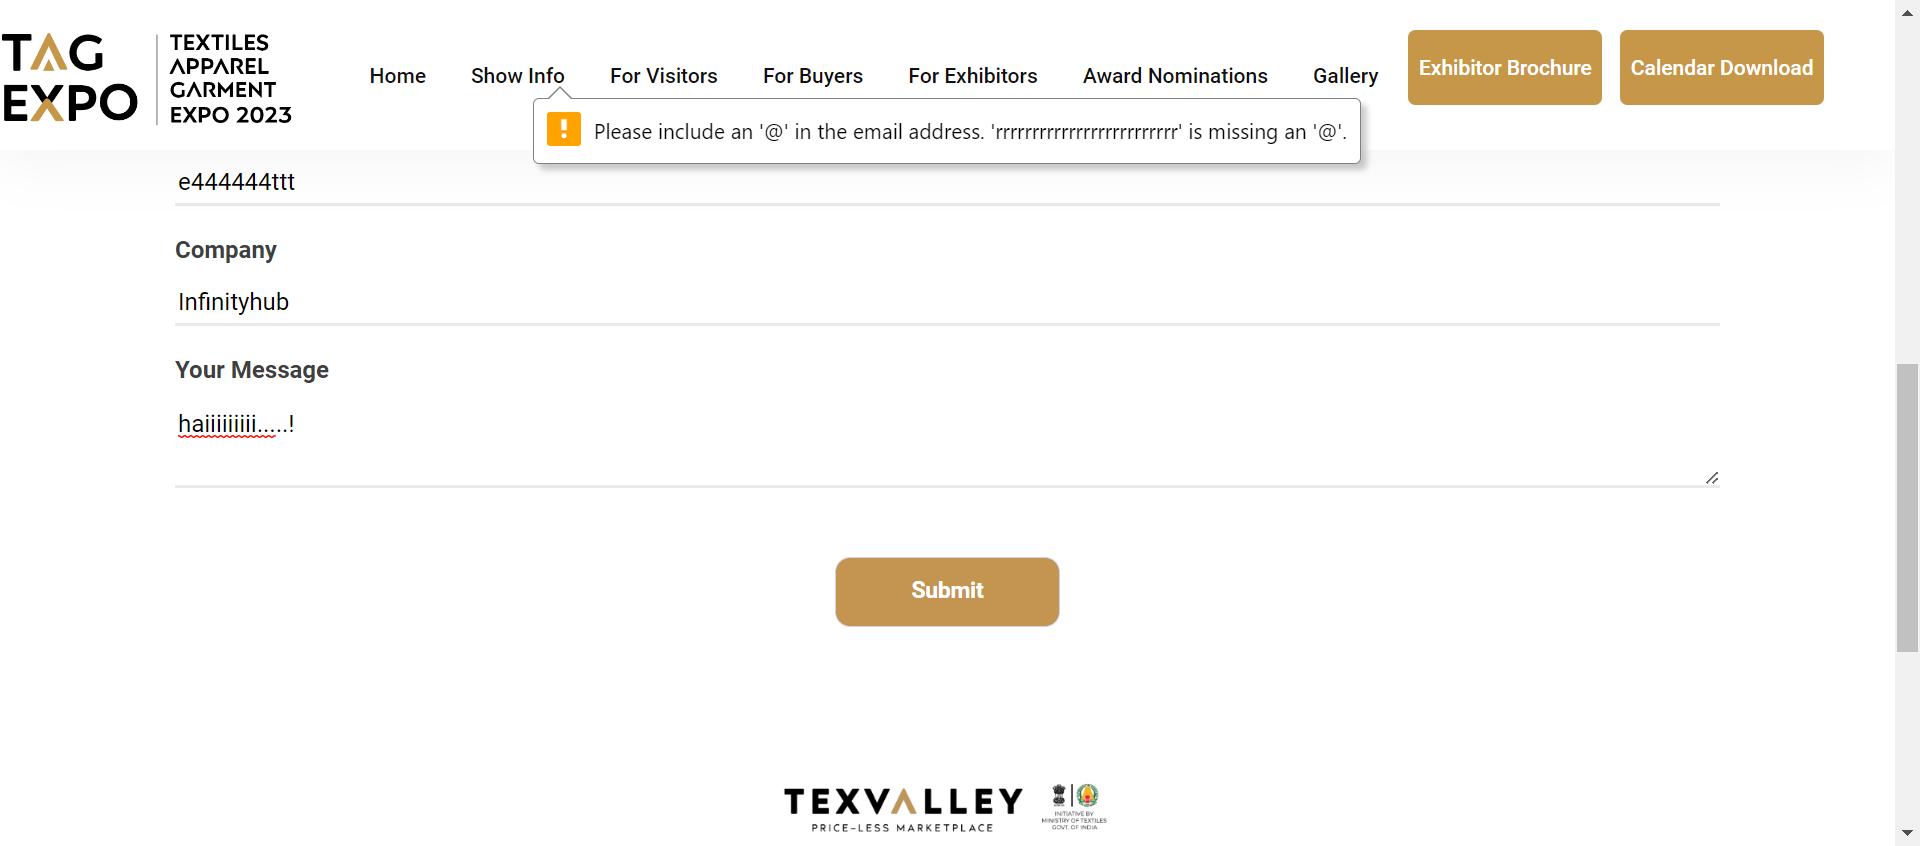 TAG
EXPO
TEXTILES
APPAREL
GARMENT
EXPO 2023
Home
Show Info
For Visitors
For Buyers
For Exhibitors
Award Nominations
Gallery
Exhibitor Brochure
Calendar Download
Please include an '@' in the email address. 'rrrrrrrrrrrrrrrrrrrrrrrrrr' is missing an '@'.
e444444ttt
Company
Infinityhub
Your Message
haiiiiiiiii.....!
Submit
TEXVALLEY
PRICE-LESS MARKETPLACE
INITIATIVE BY
MINISTRY OF TEXTILES
GOVT. OF INDIA